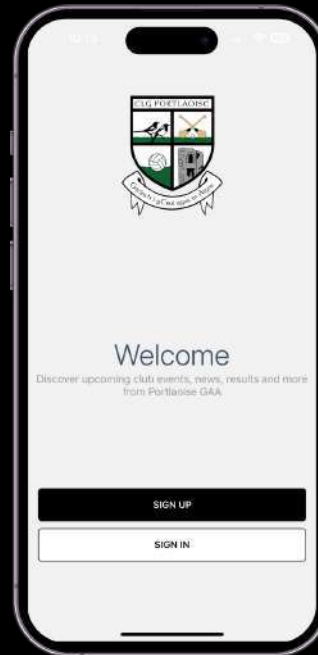 CLG PORTLAOISE
Welcome
Discover upcoming club events, news, results and more
from Portlaoise GAA
SIGN UP
SIGN IN